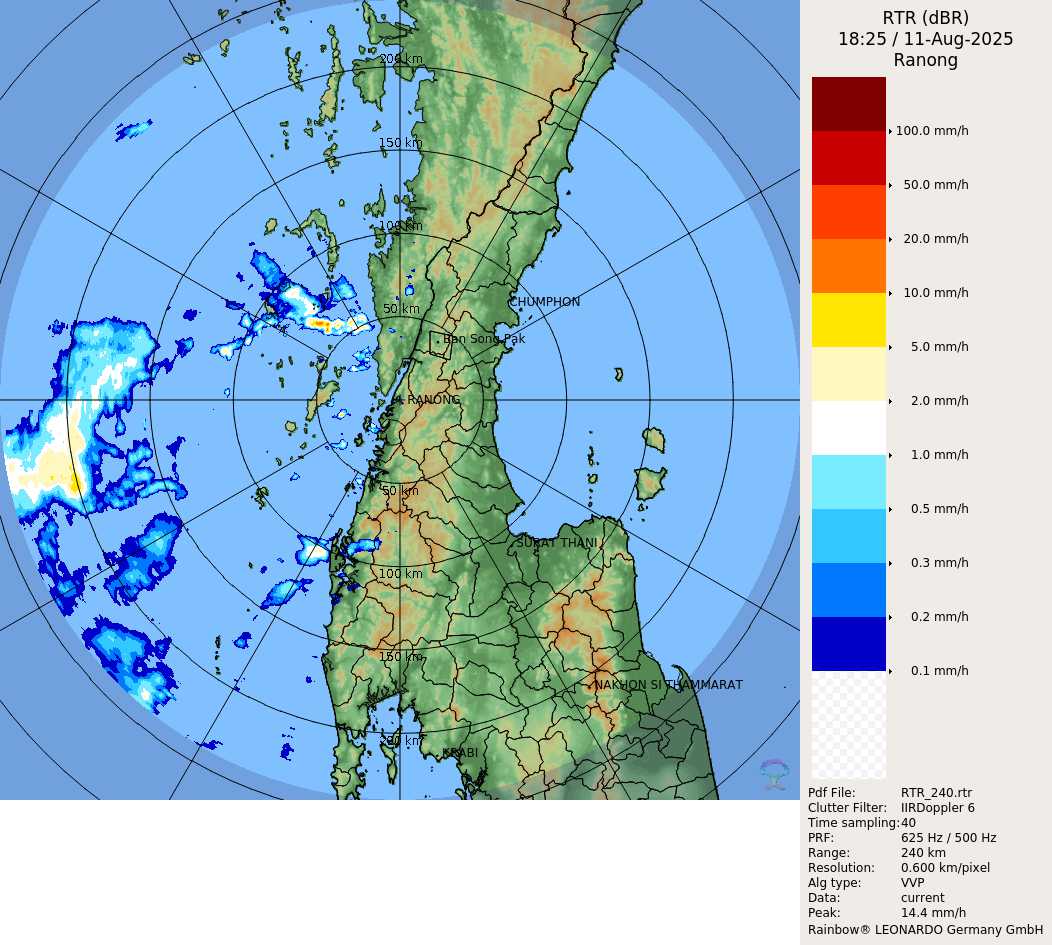 RTR (dBR)
18:25 / 11-Aug-2025
Ranong
200 km
150 km
100 km
50 km
CHUMPHON
Ban Song Pak
RANONG
50 km
SURAT THANI
100 km
150 km
NAKHON SI THAMMARAT
200 km
KRABI
100.0 mm/h
50.0 mm/h
20.0 mm/h
10.0 mm/h
5.0 mm/h
2.0 mm/h
1.0 mm/h
0.5 mm/h
0.3 mm/h
0.2 mm/h
0.1 mm/h
Pdf File: RTR_240.rtr
Clutter Filter: IIRDoppler 6
Time sampling:40
PRF: 625 Hz / 500 Hz
Range: 240 km
Resolution: 0.600 km/pixel
Alg type: VVP
Data: current
Peak: 14.4 mm/h
Rainbow® LEONARDO Germany GmbH